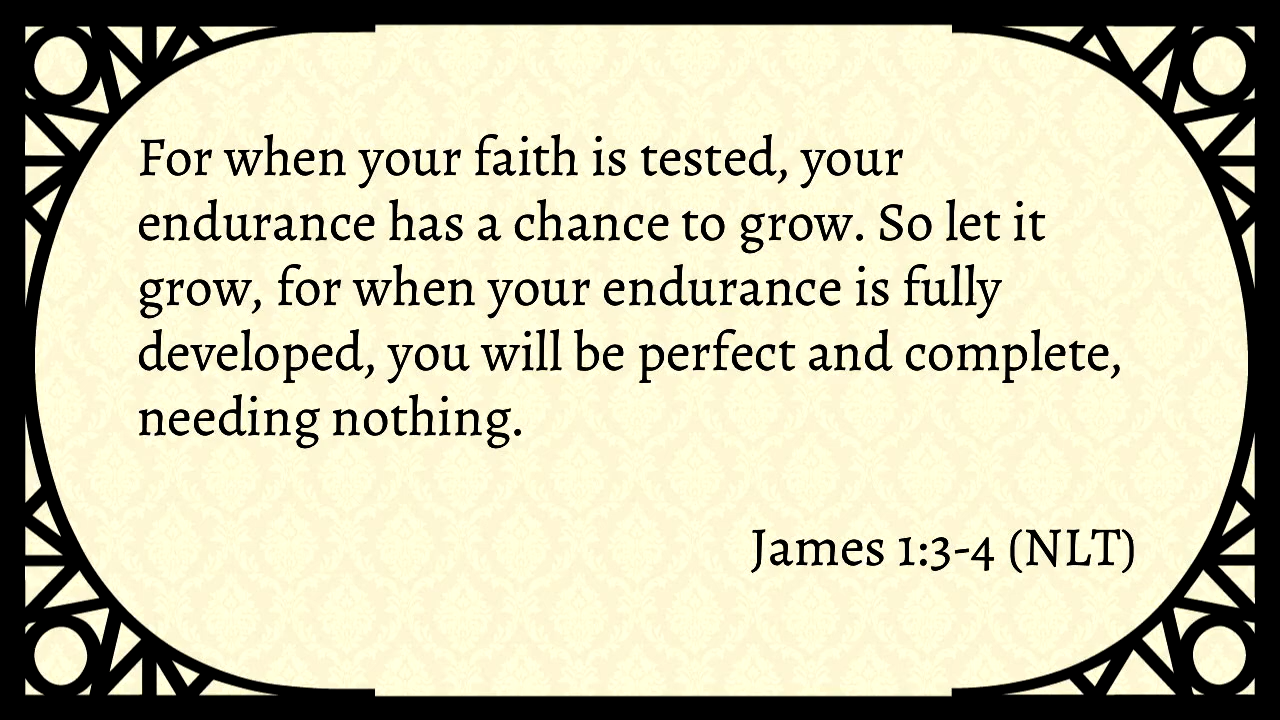 For when your faith is tested, your
endurance has a chance to grow. So let it
grow, for when your endurance is fully
developed, you will be perfect and complete,
needing nothing.
James 1:3-4 (NLT)